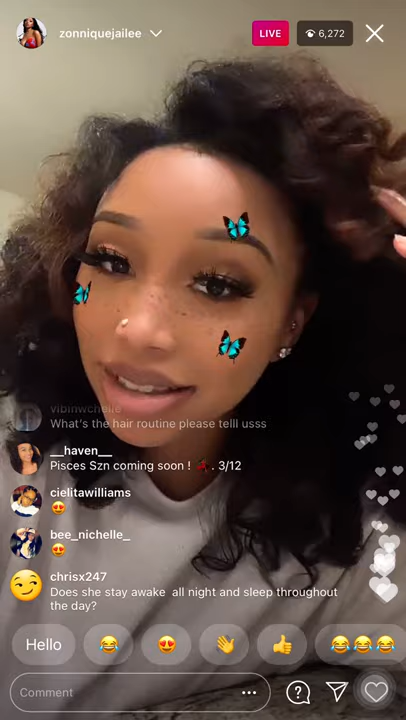 zonniquejailee
LIVE
6,272
vibinwchelle
What's the hair routine please telll usss
__haven__
Pisces Szn coming soon ! 💃🏾. 3/12
cielitawilliams
😍
bee_nichelle_
😍
chrisx247
Does she stay awake  all night and sleep throughout
the day?
Hello 😂 😍 👋 👍 😂😂😂
Comment ...